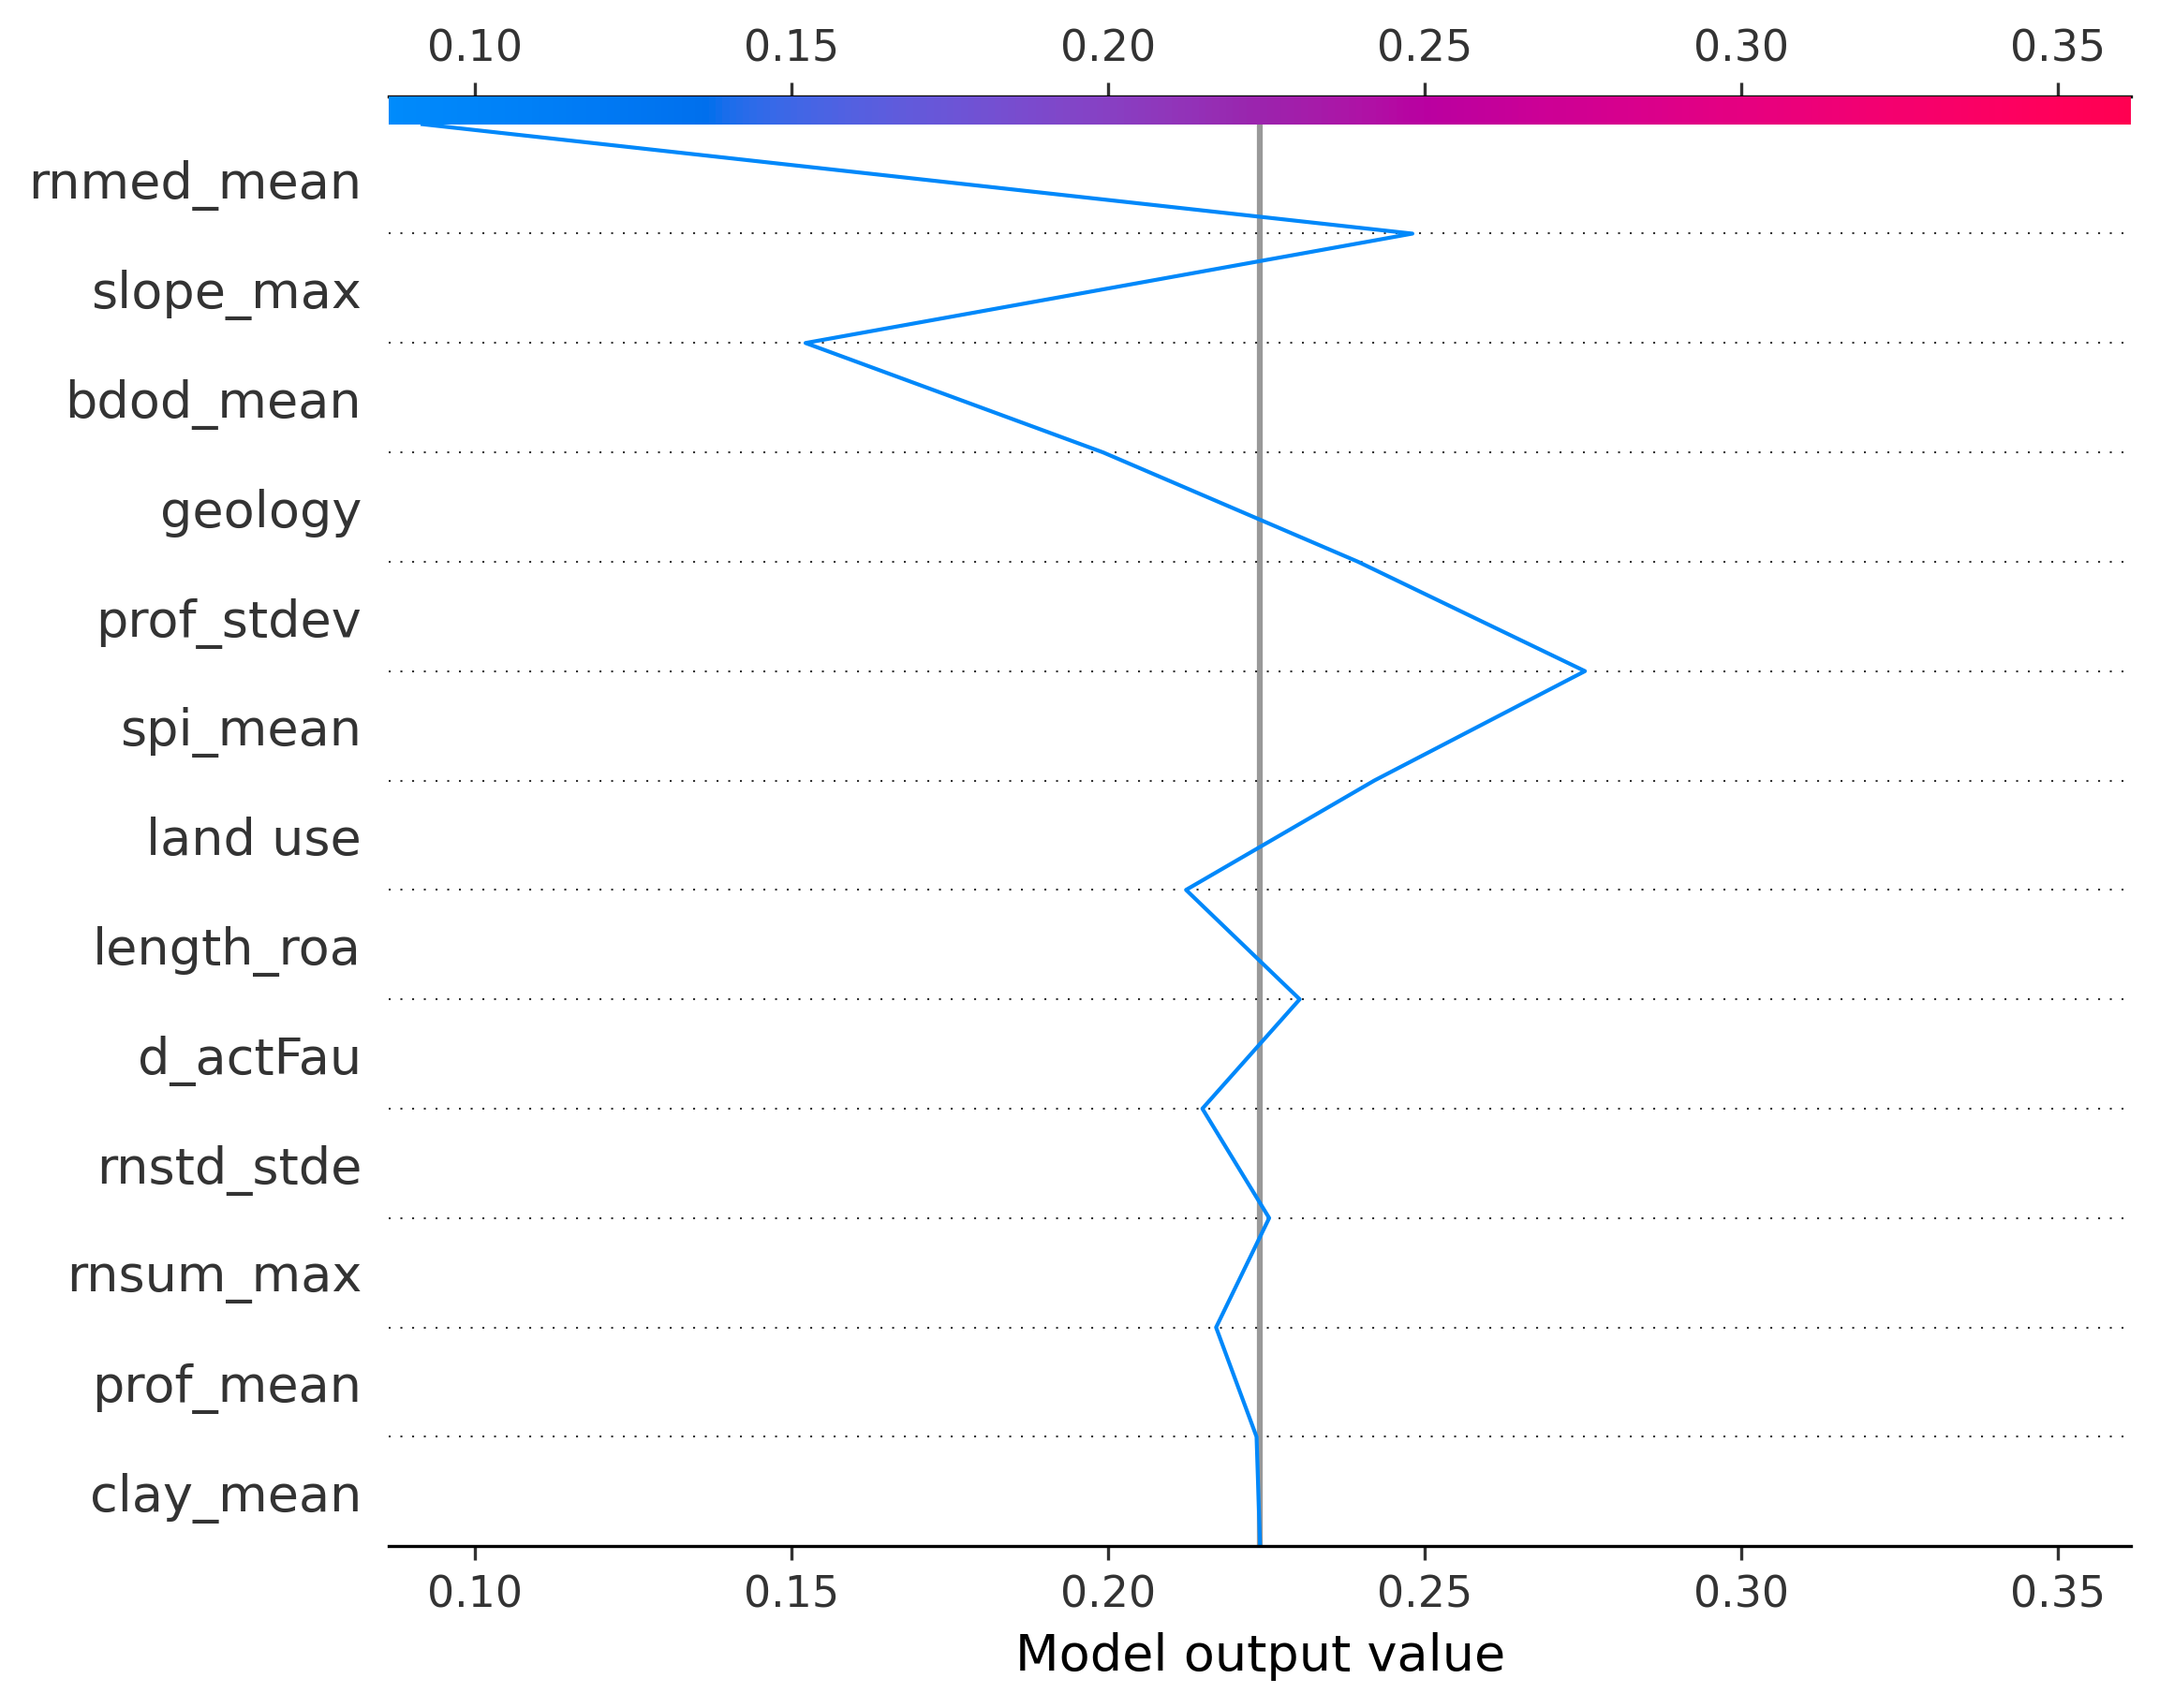 0.10 0.15 0.20 0.25 0.30 0.35
rnmed_mean
slope_max
bdod_mean
geology
prof_stdev
spi_mean
land use
length_roa
d_actFau
rnstd_stde
rnsum_max
prof_mean
clay_mean
0.10 0.15 0.20 0.25 0.30 0.35
Model output value